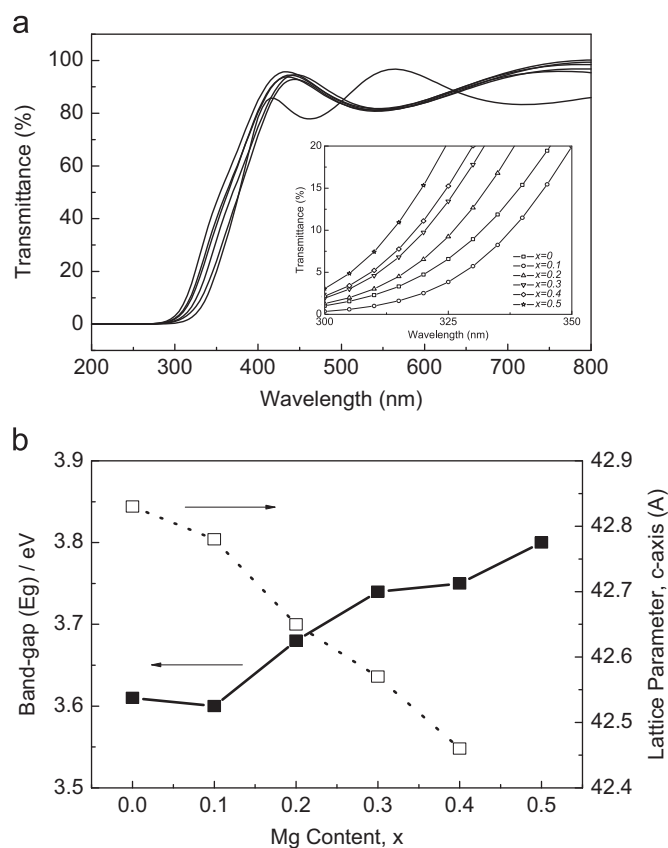 a
100
80
60
40
20
0
Transmittance (%)
200 300 400 500 600 700 800
Wavelength (nm)
20
15
10
5
0
Transmittance (%)
300 325 350
Wavelength (nm)
x=0
x=0.1
x=0.2
x=0.3
x=0.4
x=0.5
b
3.9
3.8
3.7
3.6
3.5
Band-gap (Eg) / eV
42.9
42.8
42.7
42.6
42.5
42.4
Lattice Parameter, c-axis (A)
0.0 0.1 0.2 0.3 0.4 0.5
Mg Content, x